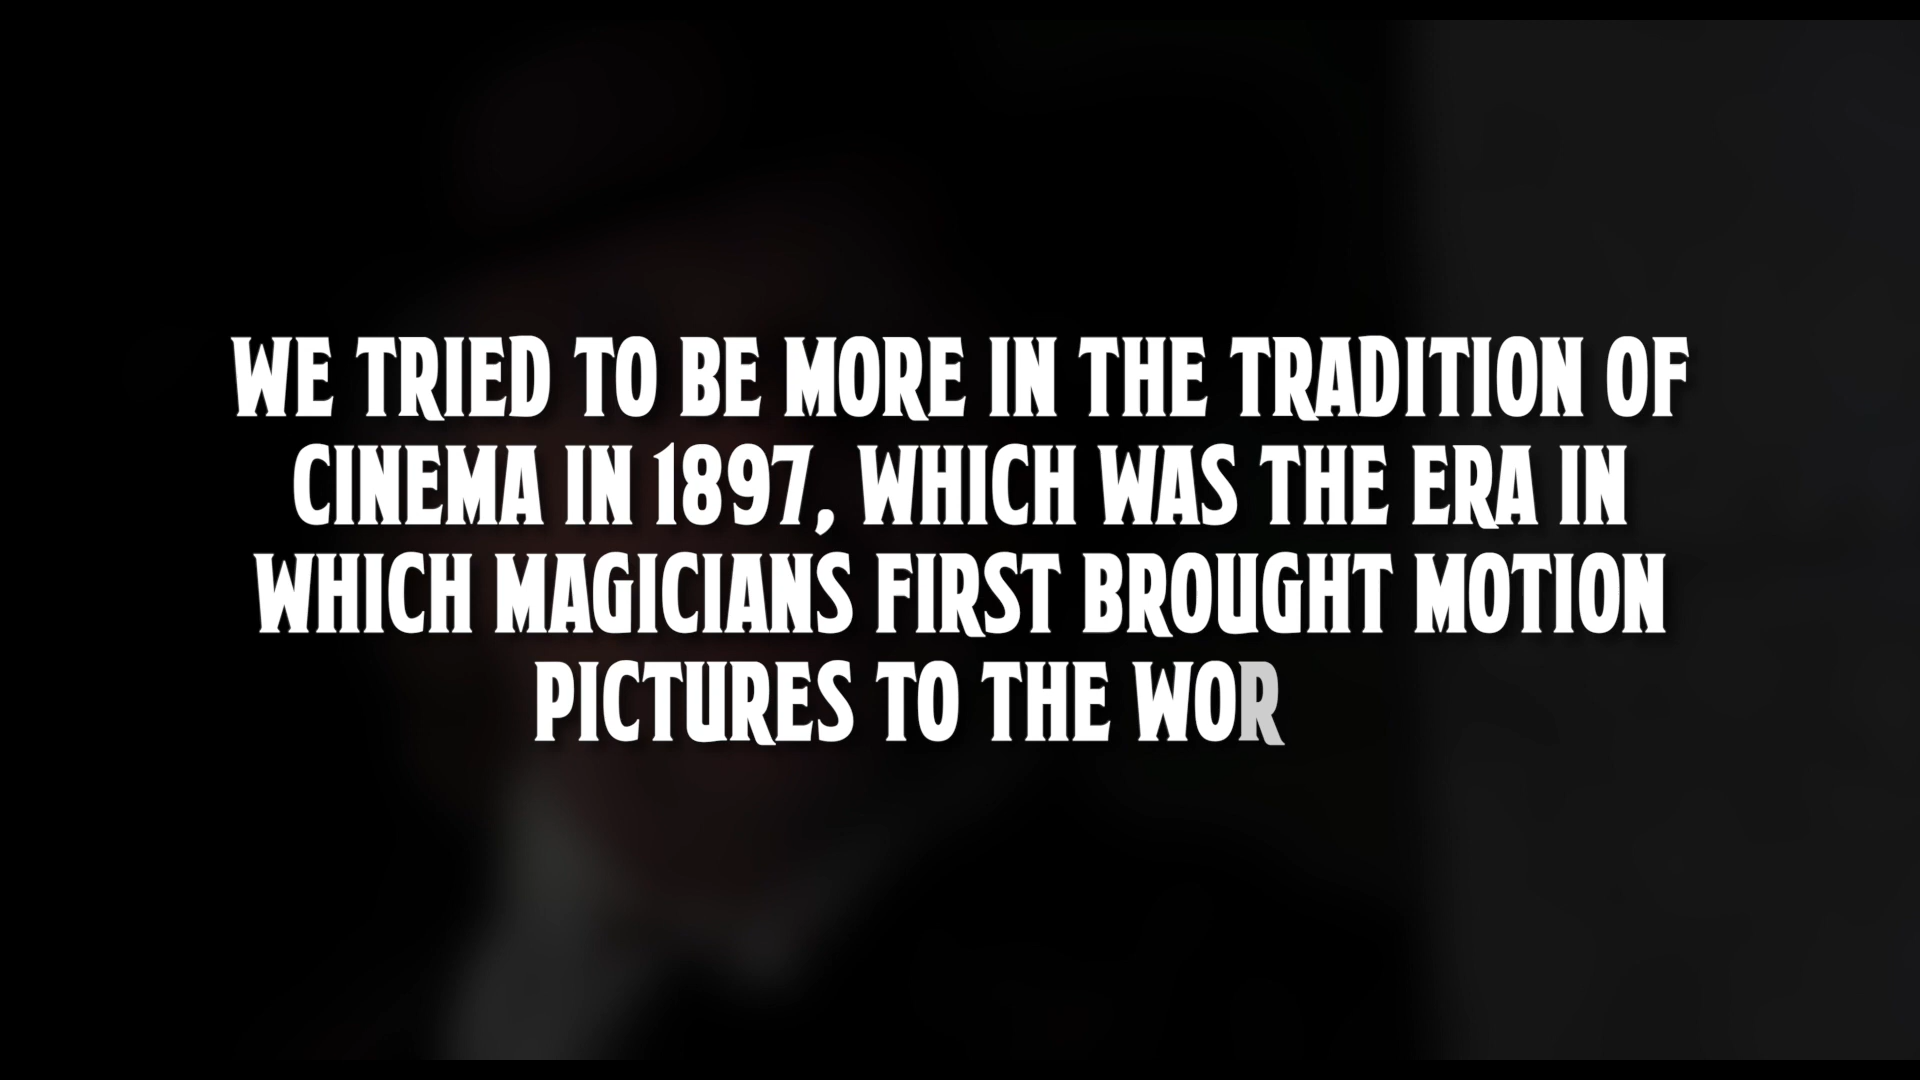 WE TRIED TO BE MORE IN THE TRADITION OF
CINEMA IN 1897, WHICH WAS THE ERA IN
WHICH MAGICIANS FIRST BROUGHT MOTION
PICTURES TO THE WOR